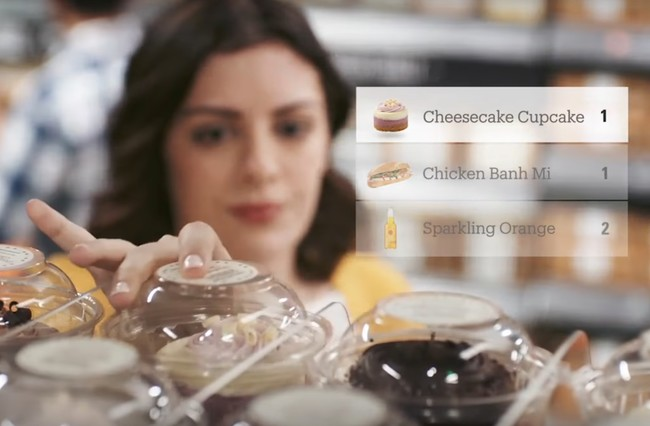 Cheesecake Cupcake 1
Chicken Banh Mi 1
Sparkling Orange 2